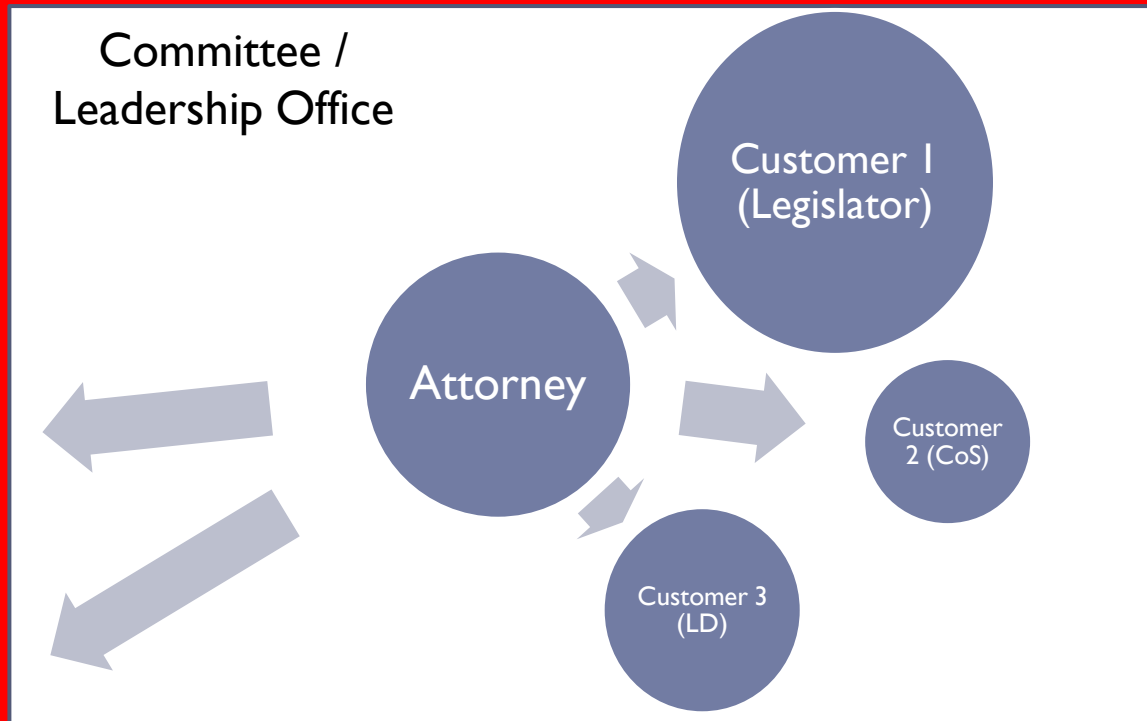 Committee /
Leadership Office
Customer 1
(Legislator)
Attorney
Customer
2 (CoS)
Customer 3
(LD)